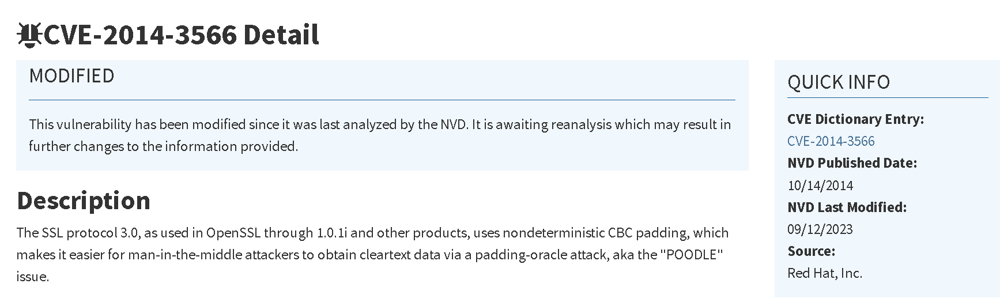 CVE-2014-3566 Detail
MODIFIED
This vulnerability has been modified since it was last analyzed by the NVD. It is awaiting reanalysis which may result in
further changes to the information provided.
Description
The SSL protocol 3.0, as used in OpenSSL through 1.0.1i and other products, uses nondeterministic CBC padding, which
makes it easier for man-in-the-middle attackers to obtain cleartext data via a padding-oracle attack, aka the "POODLE"
issue.
QUICK INFO
CVE Dictionary Entry:
CVE-2014-3566
NVD Published Date:
10/14/2014
NVD Last Modified:
09/12/2023
Source:
Red Hat, Inc.